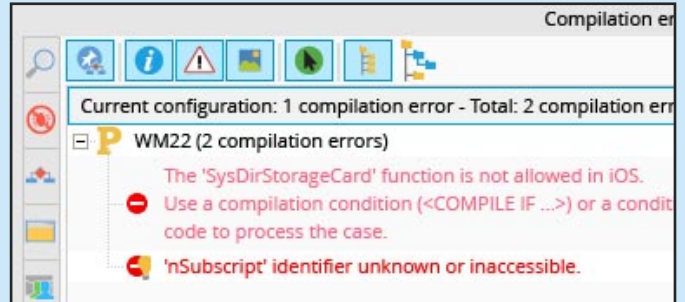 Compilation er
Current configuration: 1 compilation error - Total: 2 compilation err
P WM22 (2 compilation errors)
The 'SysDirStorageCard' function is not allowed in iOS.
Use a compilation condition (<COMPILE IF ...>) or a condit
code to process the case.
'nSubscript' identifier unknown or inaccessible.